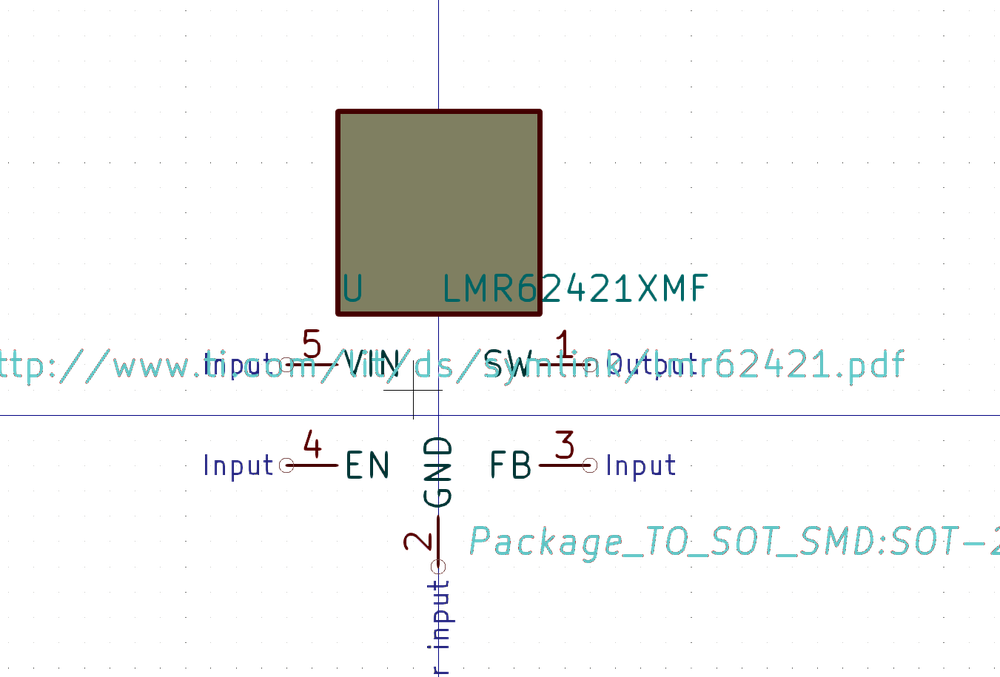 U LMR62421XMF
ttp://www.ti.com/lit/ds/symlink/lmr62421.pdf
Input 5 VIN SW 1 Output
Input 4 EN GND FB 3 Input
2 Package_TO_SOT_SMD:SOT-2
r input